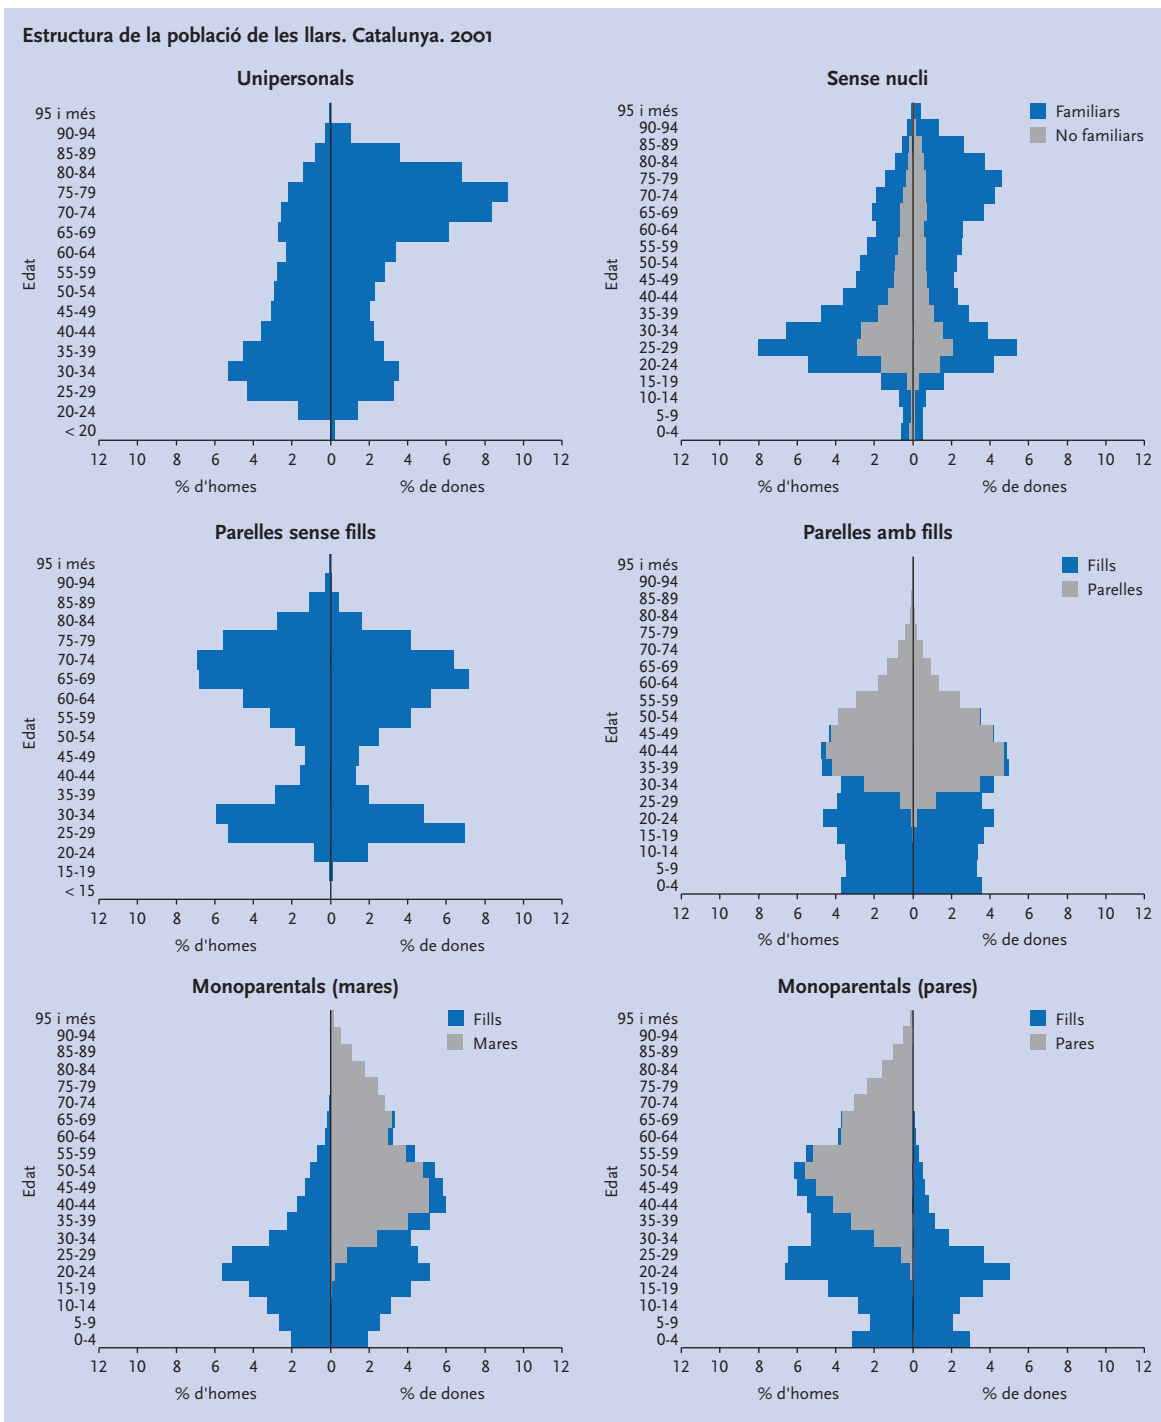 Estructura de la població de les llars. Catalunya. 2001
Unipersonals
95 i més
90-94
85-89
80-84
75-79
70-74
65-69
60-64
55-59
50-54
45-49
40-44
35-39
30-34
25-29
20-24
< 20
Edat
12 10 8 6 4 2 0 2 4 6 8 10 12
% d'homes % de dones
Sense nucli
Familiars
No familiars
95 i més
90-94
85-89
80-84
75-79
70-74
65-69
60-64
55-59
50-54
45-49
40-44
35-39
30-34
25-29
20-24
15-19
10-14
5-9
0-4
Edat
12 10 8 6 4 2 0 2 4 6 8 10 12
% d'homes % de dones
Parelles sense fills
95 i més
90-94
85-89
80-84
75-79
70-74
65-69
60-64
55-59
50-54
45-49
40-44
35-39
30-34
25-29
20-24
15-19
< 15
Edat
12 10 8 6 4 2 0 2 4 6 8 10 12
% d'homes % de dones
Parelles amb fills
Fills
Parelles
95 i més
90-94
85-89
80-84
75-79
70-74
65-69
60-64
55-59
50-54
45-49
40-44
35-39
30-34
25-29
20-24
15-19
10-14
5-9
0-4
Edat
12 10 8 6 4 2 0 2 4 6 8 10 12
% d'homes % de dones
Monoparentals (mares)
Fills
Mares
95 i més
90-94
85-89
80-84
75-79
70-74
65-69
60-64
55-59
50-54
45-49
40-44
35-39
30-34
25-29
20-24
15-19
10-14
5-9
0-4
Edat
12 10 8 6 4 2 0 2 4 6 8 10 12
% d'homes % de dones
Monoparentals (pares)
Fills
Pares
95 i més
90-94
85-89
80-84
75-79
70-74
65-69
60-64
55-59
50-54
45-49
40-44
35-39
30-34
25-29
20-24
15-19
10-14
5-9
0-4
Edat
12 10 8 6 4 2 0 2 4 6 8 10 12
% d'homes % de dones